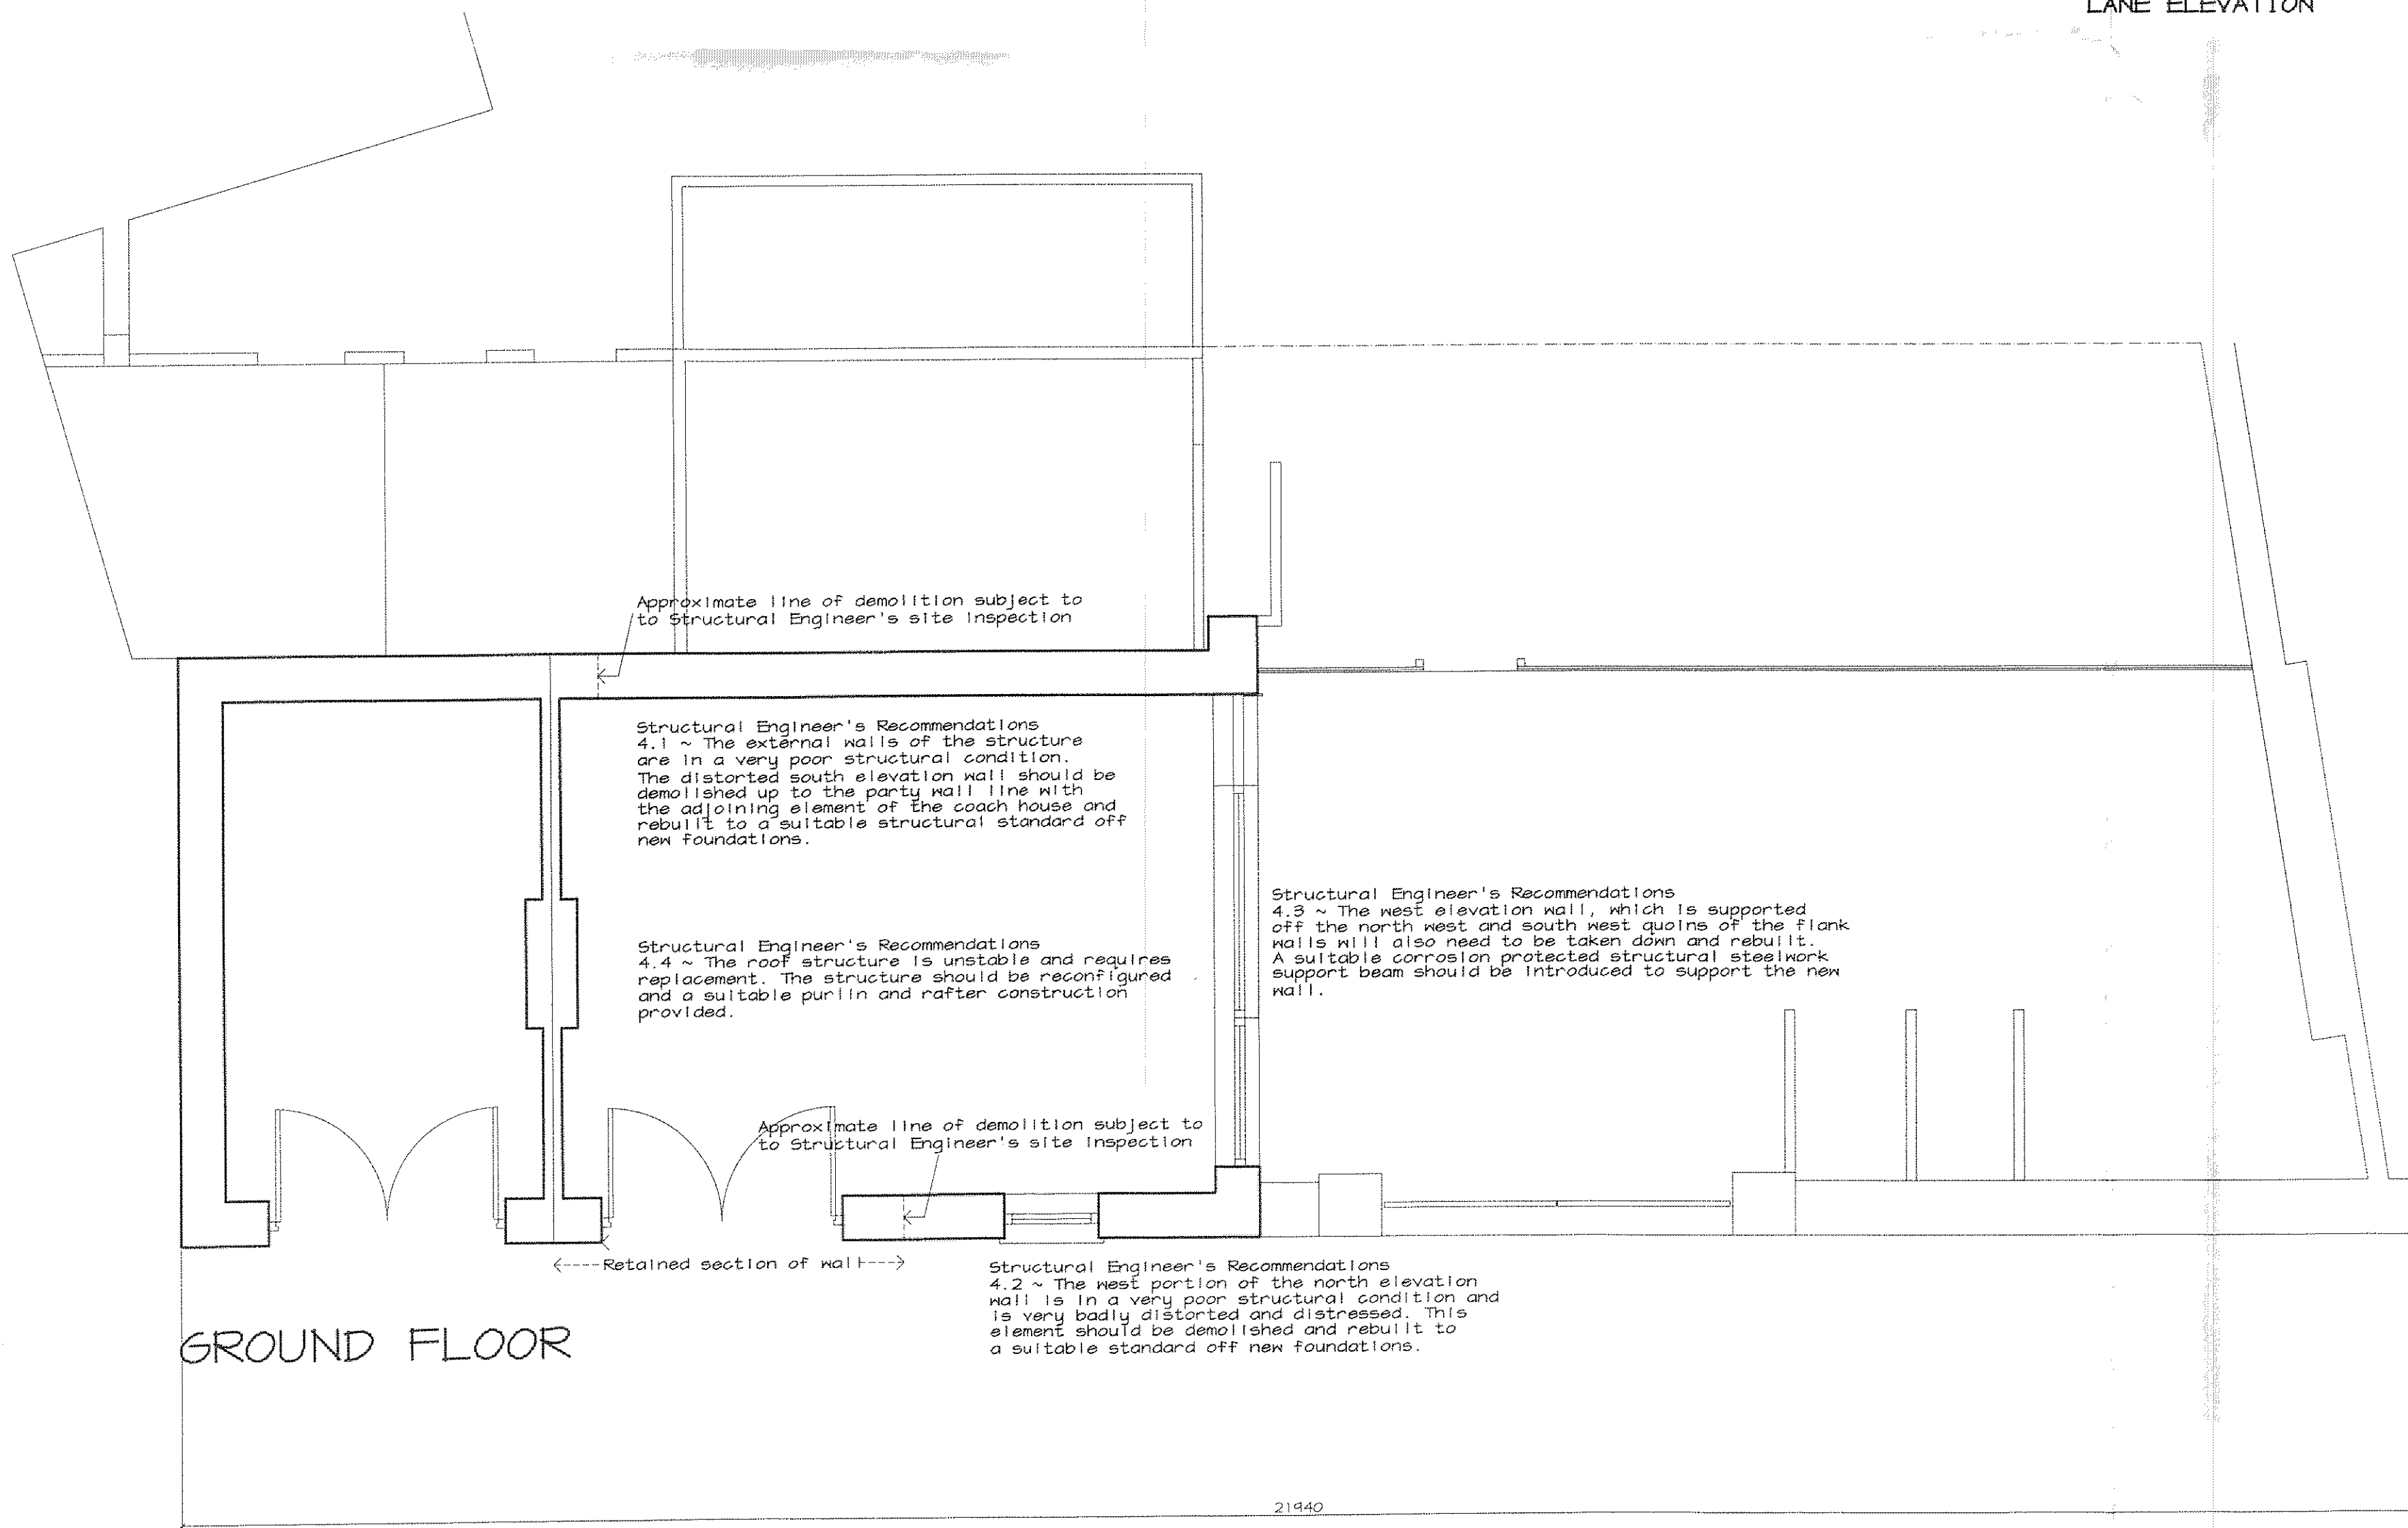 LANE ELEVATION
Approximate line of demolition subject to
to Structural Engineer's site inspection
Structural Engineer's Recommendations
4.1 ~ The external walls of the structure
are in a very poor structural condition.
The distorted south elevation wall should be
demolished up to the party wall line with
the adjoining element of the coach house and
rebuilt to a suitable structural standard off
new foundations.
Structural Engineer's Recommendations
4.3 ~ The west elevation wall, which is supported
off the north west and south west quoins of the flank
walls will also need to be taken down and rebuilt.
A suitable corrosion protected structural steelwork
support beam should be introduced to support the new
wall.
Structural Engineer's Recommendations
4.4 ~ The roof structure is unstable and requires
replacement. The structure should be reconfigured
and a suitable purlin and rafter construction
provided.
Approximate line of demolition subject to
to Structural Engineer's site inspection
Retained section of wall
Structural Engineer's Recommendations
4.2 ~ The west portion of the north elevation
wall is in a very poor structural condition and
is very badly distorted and distressed. This
element should be demolished and rebuilt to
a suitable standard off new foundations.
GROUND FLOOR
21940